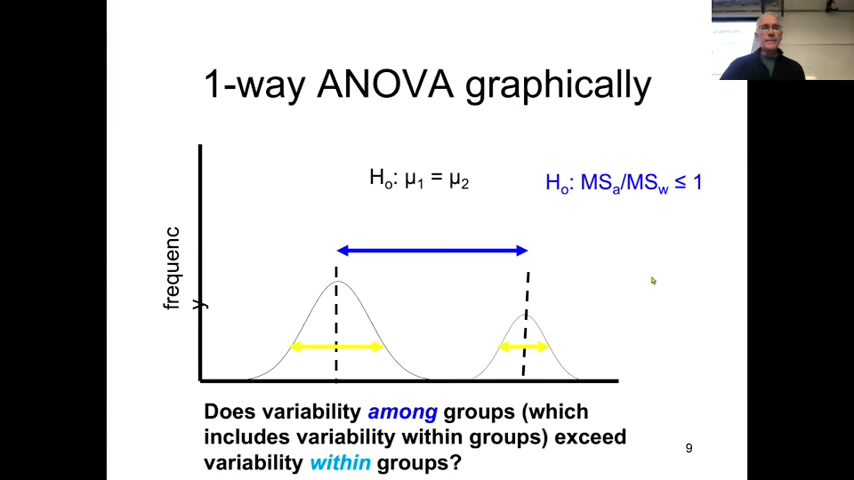 1-way ANOVA graphically
Ho: µ1 = µ2
Ho: MSa/MSw ≤ 1
frequenc
y
Does variability among groups (which
includes variability within groups) exceed
variability within groups?
9